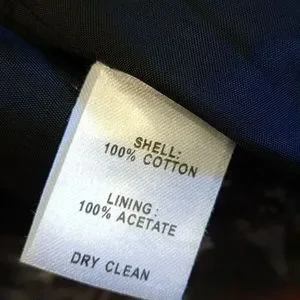 SHELL:
100% COTTON
LINING:
100% ACETATE
DRY CLEAN